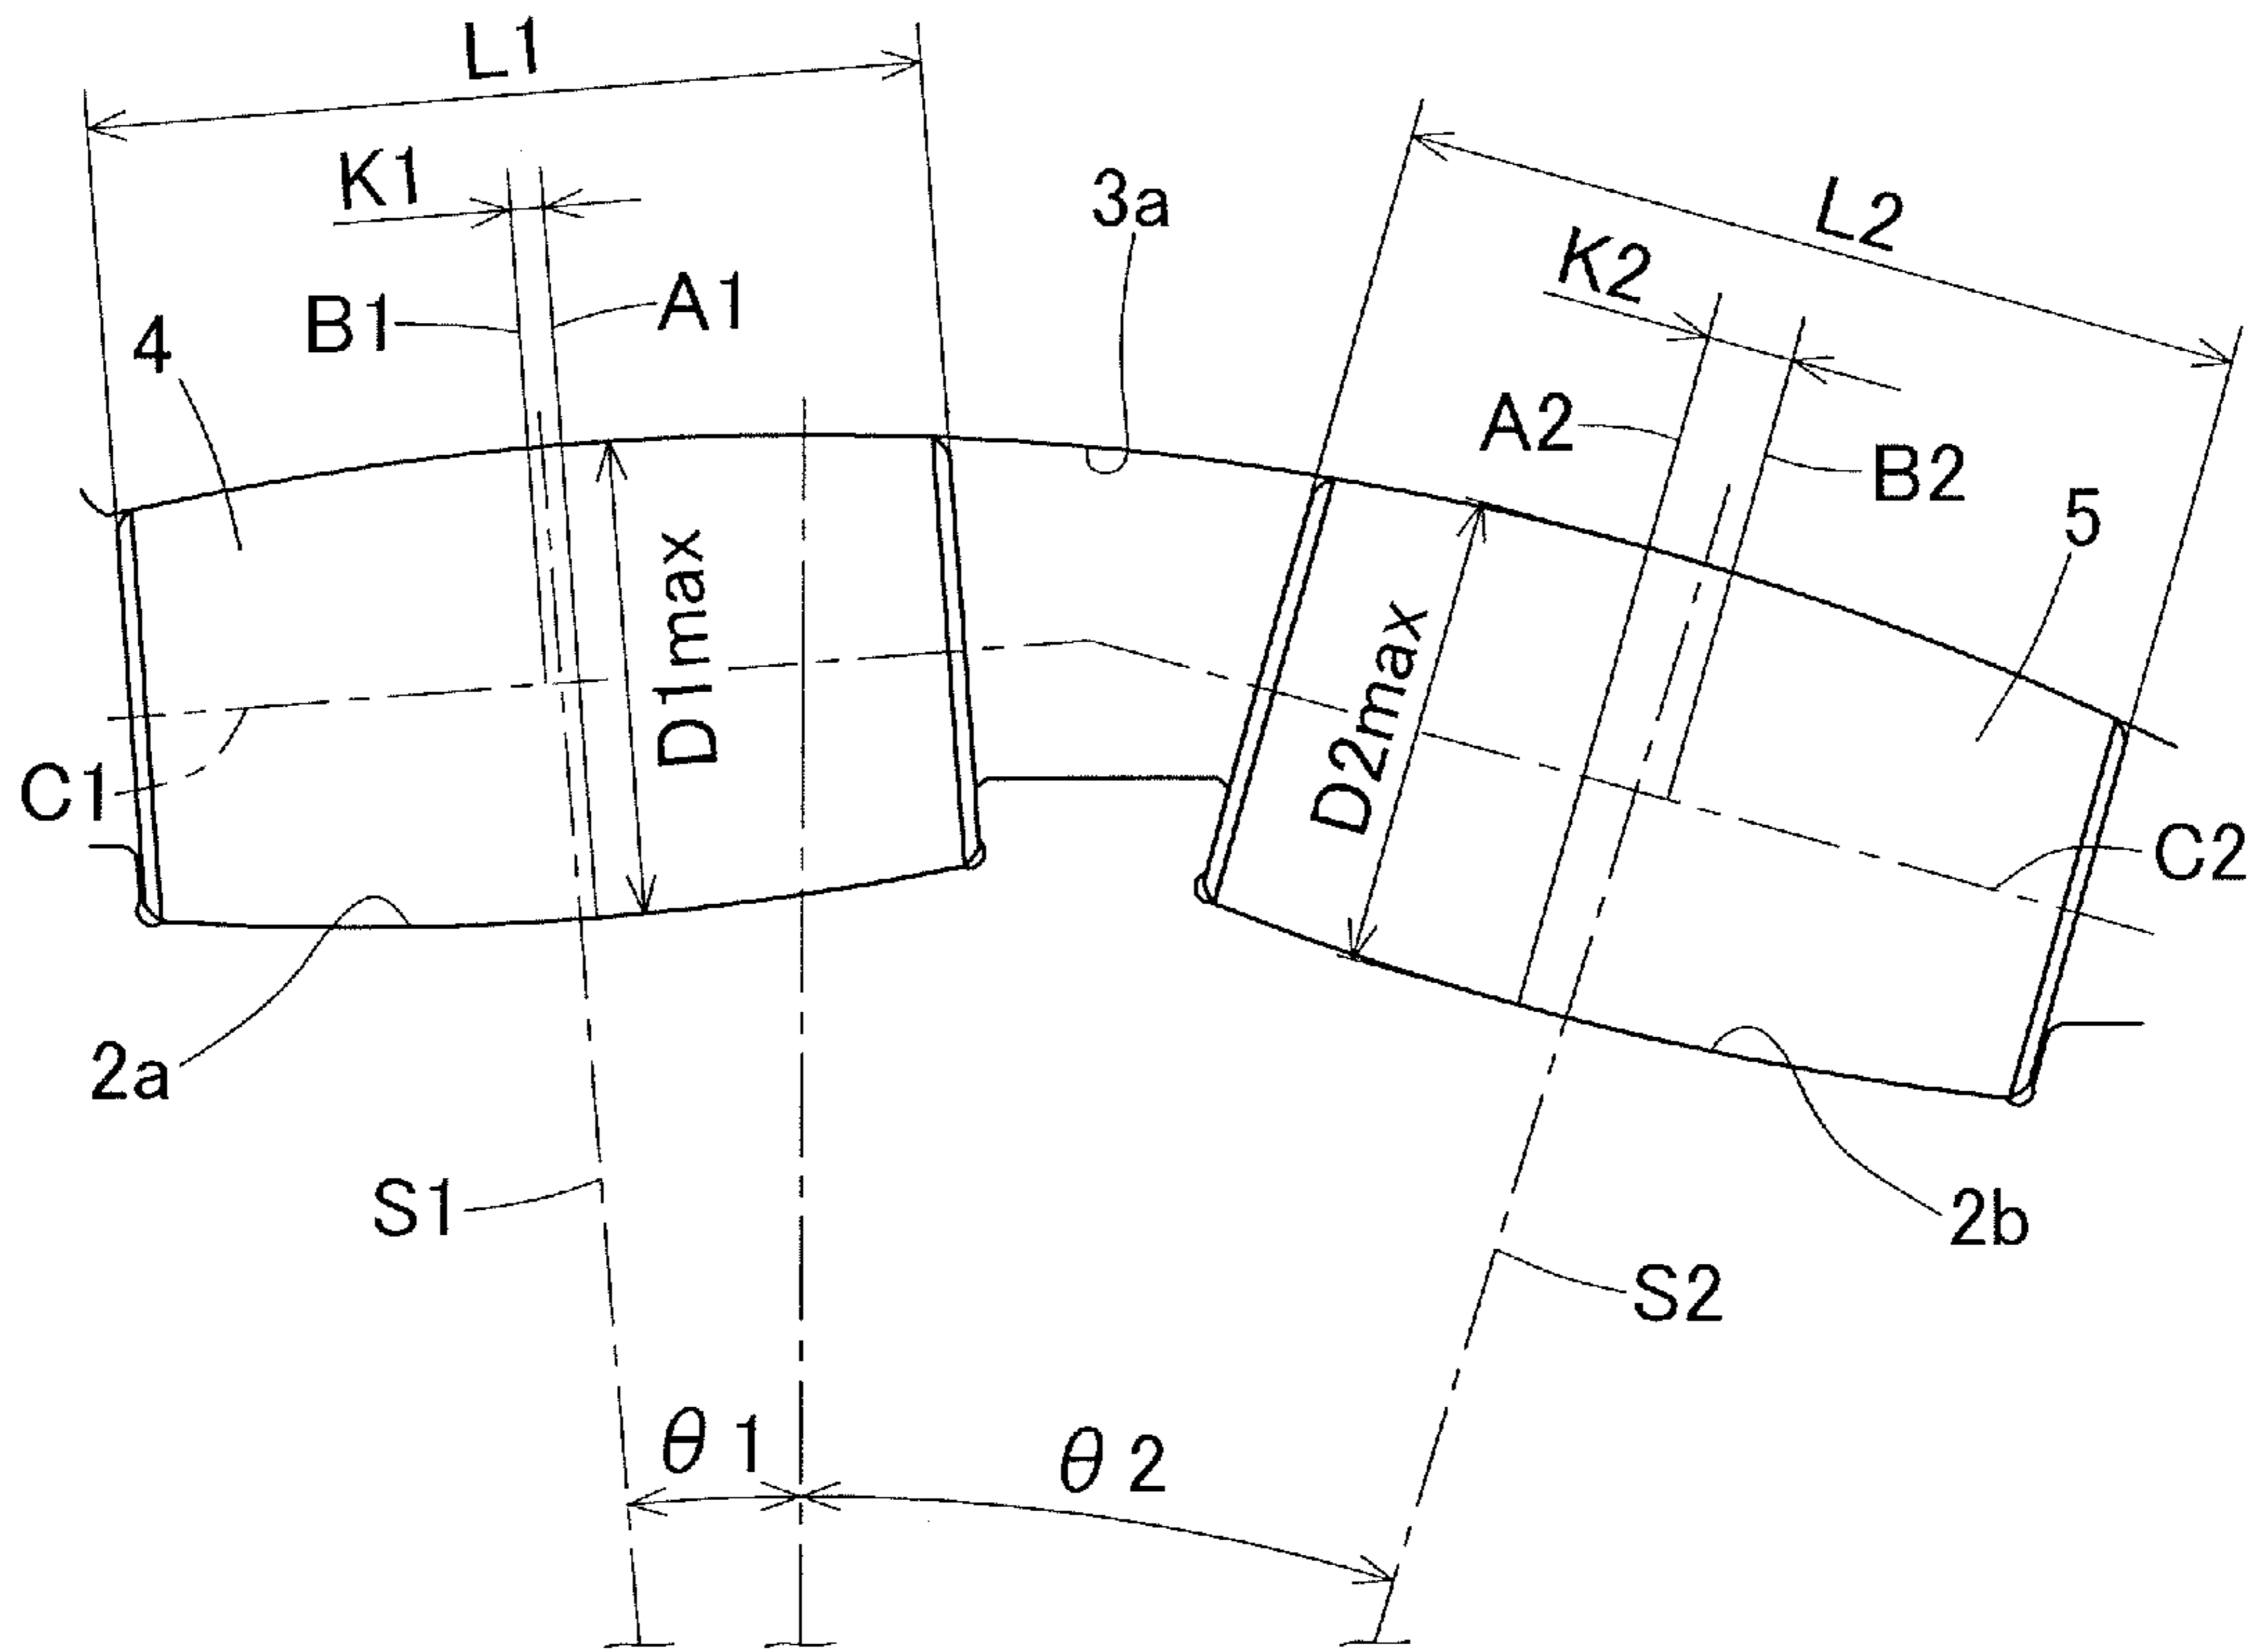 L1
K1
3a
L2
K2
B1
A1
4
A2
B2
5
D1max
D2max
C1
C2
2a
S1
2b
S2
θ1
θ2